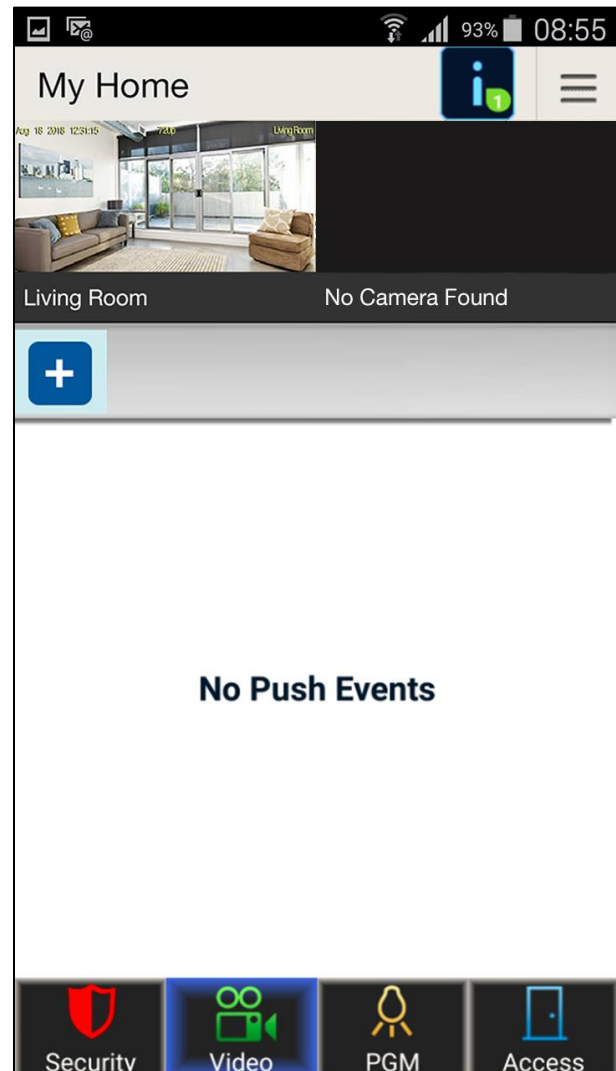 93% 08:55
My Home
i 1
Aug 18 2018 12:31:15 720p Living Room
Living Room No Camera Found
+
No Push Events
Security Video PGM Access